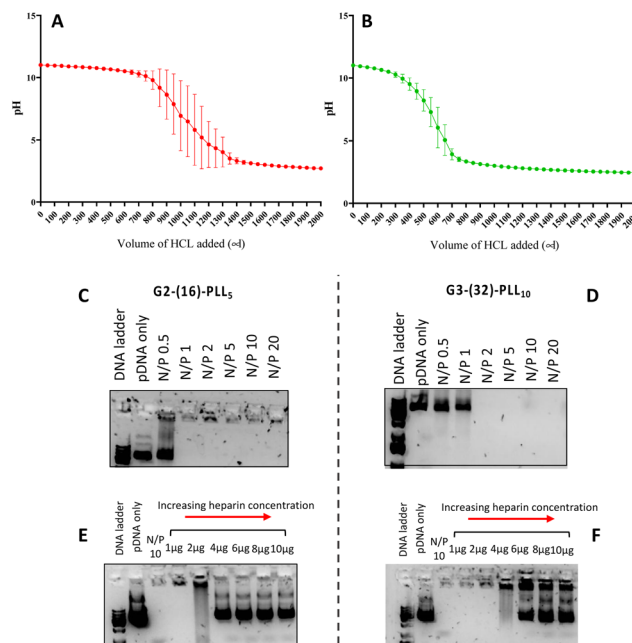 A
B
pH
15
10
5
0
0
100
200
300
400
500
600
700
800
900
1000
1100
1200
1300
1400
1500
1600
1700
1800
1900
2000
Volume of HCL added (∝l)
pH
15
10
5
0
0
100
200
300
400
500
600
700
800
900
1000
1100
1200
1300
1400
1500
1600
1700
1800
1900
2000
Volume of HCL added (∝l)
C
G2-(16)-PLL₅
G3-(32)-PLL₁₀
D
DNA ladder
pDNA only
N/P 0.5
N/P 1
N/P 2
N/P 5
N/P 10
N/P 20
DNA ladder
pDNA only
N/P 0.5
N/P 1
N/P 2
N/P 5
N/P 10
N/P 20
E
DNA ladder
pDNA only
N/P
10
Increasing heparin concentration
1µg 2µg 4µg 6µg 8µg 10µg
DNA ladder
pDNA only
N/P
10
Increasing heparin concentration
1µg 2µg 4µg 6µg 8µg 10µg
F